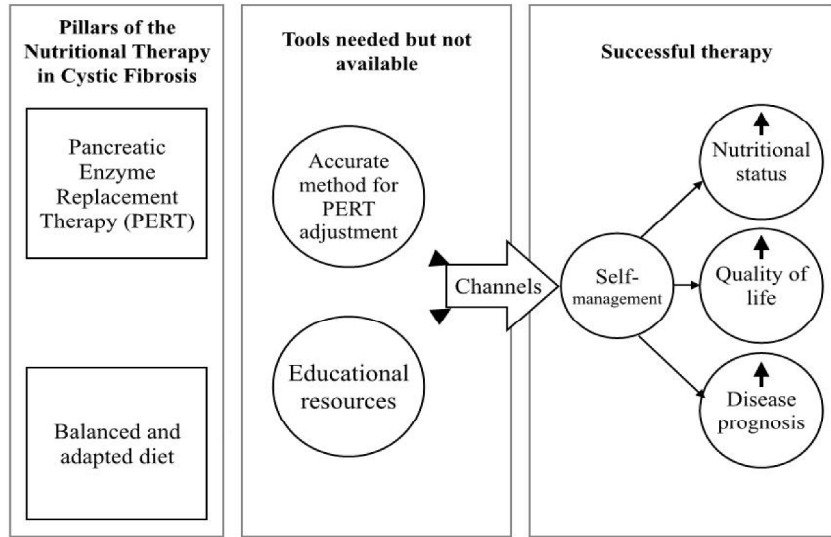 Pillars of the
Nutritional Therapy
in Cystic Fibrosis
Pancreatic
Enzyme
Replacement
Therapy (PERT)
Balanced and
adapted diet
Tools needed but not
available
Accurate
method for
PERT
adjustment
Educational
resources
Channels
Successful therapy
Self-
management
Nutritional
status
Quality of
life
Disease
prognosis